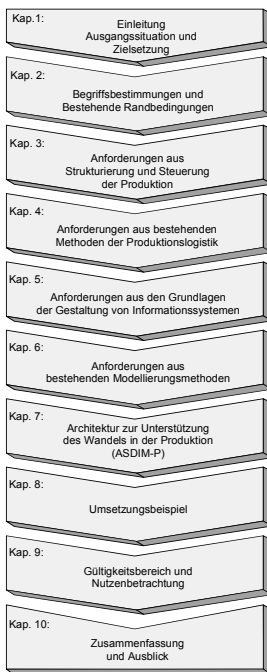 Kap.1:
Einleitung
Ausgangssituation und
Zielsetzung
Kap. 2:
Begriffsbestimmungen und
Bestehende Randbedingungen
Kap. 3:
Anforderungen aus
Strukturierung und Steuerung
der Produktion
Kap. 4:
Anforderungen aus bestehenden
Methoden der Produktionslogistik
Kap. 5:
Anforderungen aus den Grundlagen
der Gestaltung von Informationssystemen
Kap. 6:
Anforderungen aus
bestehenden Modellierungsmethoden
Kap. 7:
Architektur zur Unterstützung
des Wandels in der Produktion
(ASDIM-P)
Kap. 8:
Umsetzungsbeispiel
Kap. 9:
Gültigkeitsbereich und
Nutzenbetrachtung
Kap. 10:
Zusammenfassung
und Ausblick